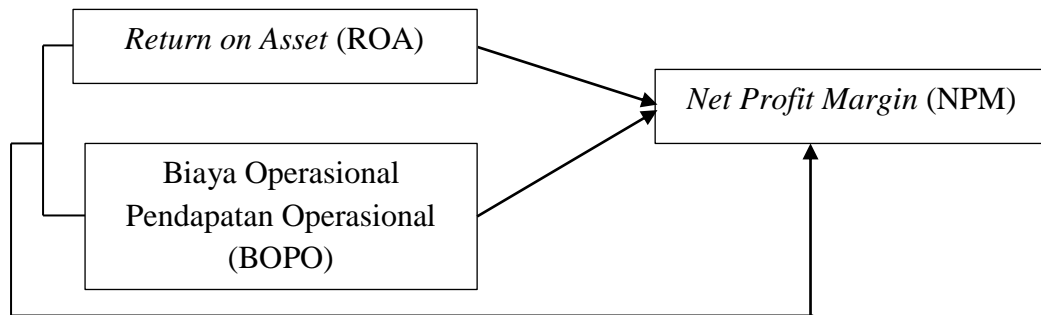 Return on Asset (ROA)
Net Profit Margin (NPM)
Biaya Operasional
Pendapatan Operasional
(BOPO)